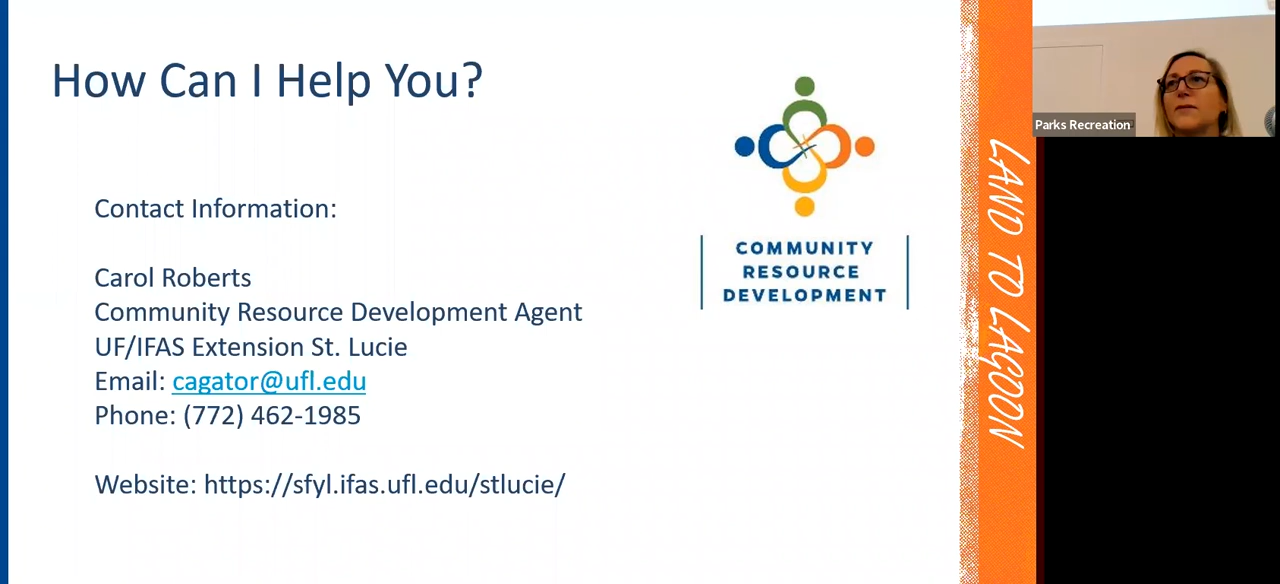 How Can I Help You?
Contact Information:
Carol Roberts
Community Resource Development Agent
UF/IFAS Extension St. Lucie
Email: cagator@ufl.edu
Phone: (772) 462-1985
Website: https://sfyl.ifas.ufl.edu/stlucie/
COMMUNITY
RESOURCE
DEVELOPMENT
LAND TO LAGOON
Parks Recreation